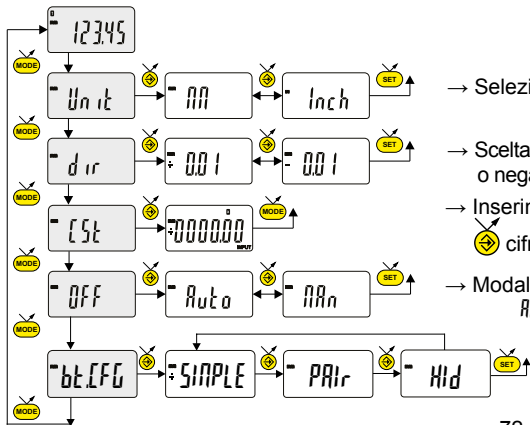 123.45
MODE
Unit MM Inch SET → Selezi
MODE
dir + 0.01 - 0.01 SET → Scelta
o nega
MODE
CSt + 0000.00 INPUT MODE → Inserir
cifr
MODE
OFF Auto MAn SET → Modal
MODE
bt.CFG SIMPLE PAIr HId SET
MODE